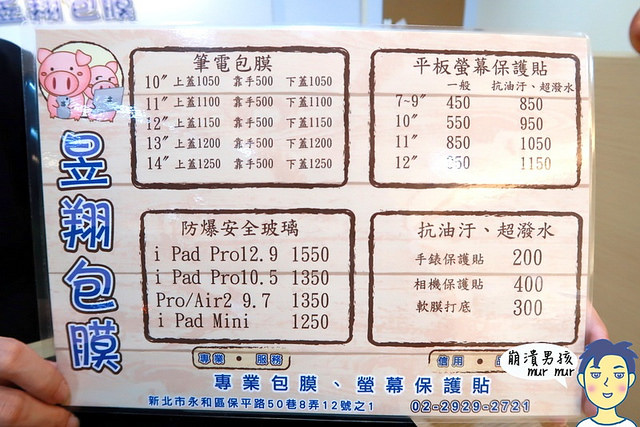 昱翔包膜
筆電包膜
10" 上蓋1050 靠手500 下蓋1050
11" 上蓋1100 靠手500 下蓋1100
12" 上蓋1150 靠手500 下蓋1150
13" 上蓋1200 靠手500 下蓋1200
14" 上蓋1250 靠手500 下蓋1250
平板螢幕保護貼
一般 抗油汙、超潑水
7~9" 450 850
10" 550 950
11" 850 1050
12" 1150
防爆安全玻璃
i Pad Pro12.9 1550
i Pad Pro10.5 1350
Pro/Air2 9.7 1350
i Pad Mini 1250
抗油汙、超潑水
手錶保護貼 200
相機保護貼 400
軟膜打底 300
專業・服務
信用・
專業包膜、螢幕保護貼
新北市永和區保平路50巷8弄12號之1 02-2929-2721
崩潰男孩
mur mur